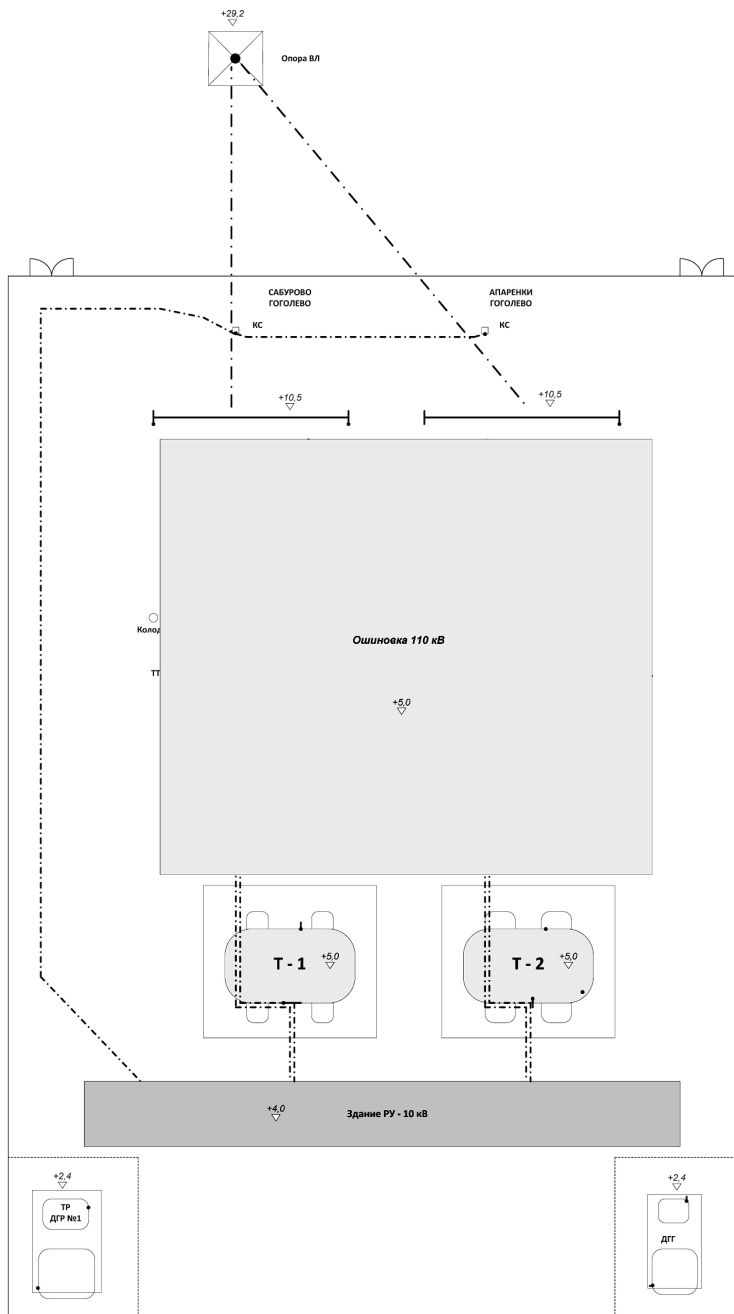 +29,2
Опора ВЛ
САБУРОВО
ГОГОЛЕВО
АПАРЕНКИ
ГОГОЛЕВО
КС
КС
+10,5
+10,5
Колод
ТТ
Ошиновка 110 кВ
+5,0
Т - 1
+5,0
Т - 2
+5,0
+4,0
Здание РУ - 10 кВ
+2,4
ТР
ДГР №1
+2,4
ДГГ